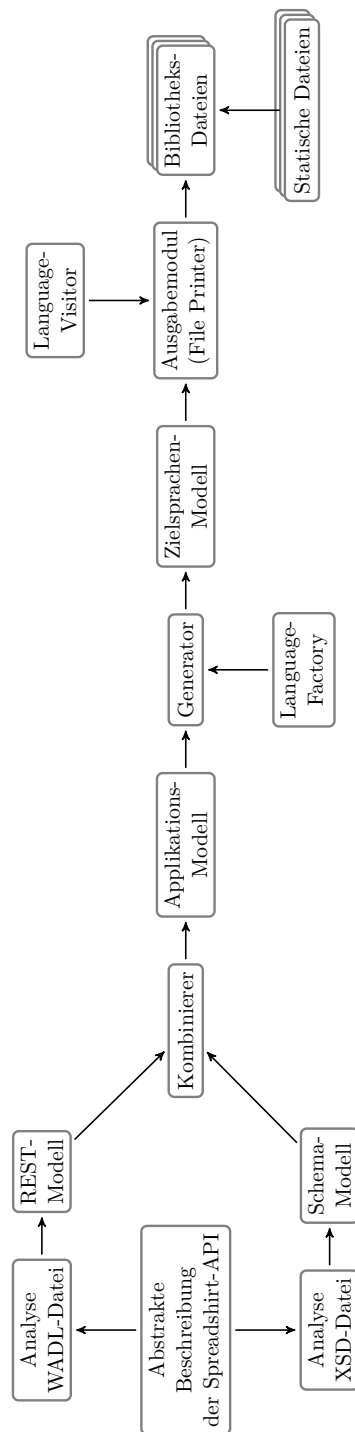 Abstrakte
Beschreibung
der Spreadshirt-API
Analyse
WADL-Datei
REST-
Modell
Analyse
XSD-Datei
Schema-
Modell
Kombinierer
Applikations-
Modell
Generator
Language-
Factory
Zielsprachen-
Modell
Ausgabemodul
(File Printer)
Language-
Visitor
Bibliotheks-
Dateien
Statische Dateien